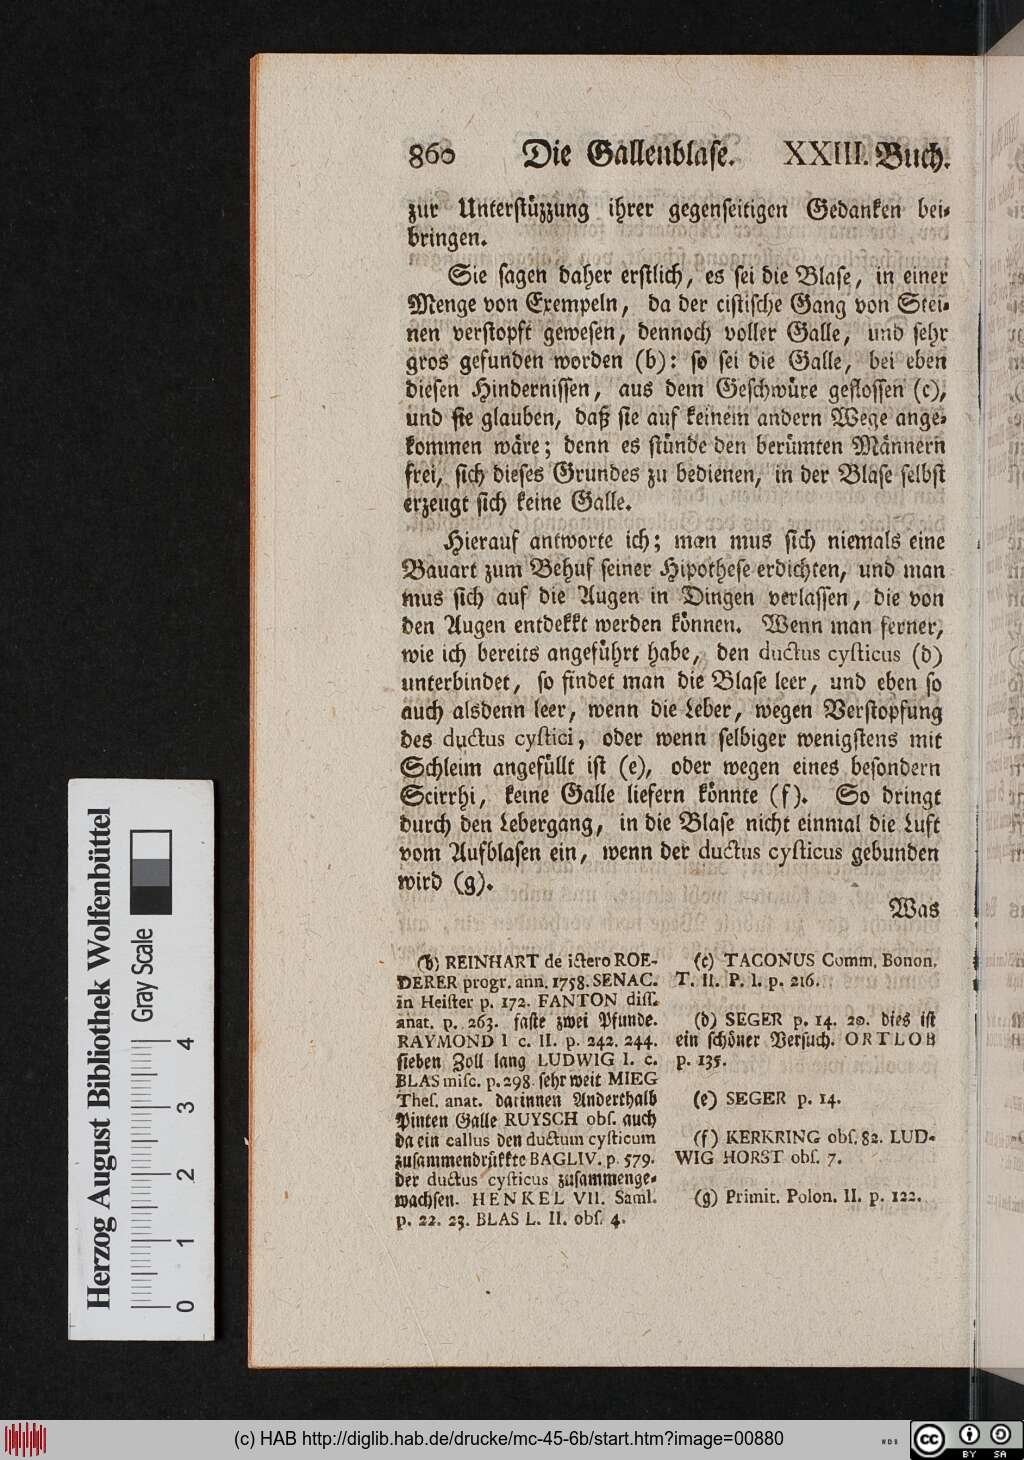 860 Die Gallenblase. XXIII. Buch.
zur Unterstüzzung ihrer gegenseitigen Gedanken bei-
bringen.
Sie sagen daher erstlich, es sei die Blase, in einer
Menge von Exempeln, da der cistische Gang von Stei-
nen verstopft gewesen, dennoch voller Galle, und sehr
gros gefunden worden (b): so sei die Galle, bei eben
diesen Hindernissen, aus dem Geschwüre geflossen (c),
und sie glauben, daß sie auf keinem andern Wege ange-
kommen wäre; denn es stünde den berümten Männern
frei, sich dieses Grundes zu bedienen, in der Blase selbst
erzeugt sich keine Galle.
Hierauf antworte ich; man mus sich niemals eine
Bauart zum Behuf seiner Hipothese erdichten, und man
mus sich auf die Augen in Dingen verlassen, die von
den Augen entdekkt werden können. Wenn man ferner,
wie ich bereits angeführt habe, den ductus cysticus (d)
unterbindet, so findet man die Blase leer, und eben so
auch alsdenn leer, wenn die Leber, wegen Verstopfung
des ductus cystici, oder wenn selbiger wenigstens mit
Schleim angefüllt ist (e), oder wegen eines besondern
Scirrhi, keine Galle liefern könnte (f). So dringt
durch den Lebergang, in die Blase nicht einmal die Luft
vom Aufblasen ein, wenn der ductus cysticus gebunden
wird (g).
Was
(b) REINHART de ictero ROE-
DERER progr. ann. 1758. SENAC.
in Heister p. 172. FANTON diss.
anat. p. 263. faste zwei Pfunde.
RAYMOND l c. II. p. 242. 244.
sieben Zoll lang LUDWIG l. c.
BLAS misc. p. 298. sehr weit MIEG
Thes. anat. darinnen Anderthalb
Pinten Galle RUYSCH obs. auch
da ein callus den ductum cysticum
zusammendrükkte BAGLIV. p. 579.
der ductus cysticus zusammenge-
wachsen. HENKEL VII. Saml.
p. 22. 23. BLAS L. II. obs. 4.
(c) TACONUS Comm. Bonon.
T. II. P. I. p. 216.
(d) SEGER p. 14. 20. dies ist
ein schöner Versuch. ORTLOB
p. 135.
(e) SEGER p. 14.
(f) KERKRING obs. 82. LUD-
WIG HORST obs. 7.
(g) Primit. Polon. II. p. 122.
Herzog August Bibliothek Wolfenbüttel
Gray Scale
0 1 2 3 4
(c) HAB http://diglib.hab.de/drucke/mc-45-6b/start.htm?image=00880
cc BY SA